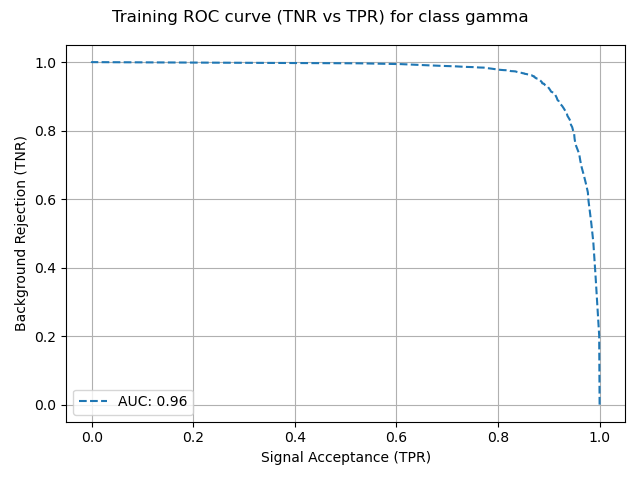 Training ROC curve (TNR vs TPR) for class gamma
1.0
0.8
0.6
0.4
0.2
0.0
Background Rejection (TNR)
AUC: 0.96
0.0 0.2 0.4 0.6 0.8 1.0
Signal Acceptance (TPR)